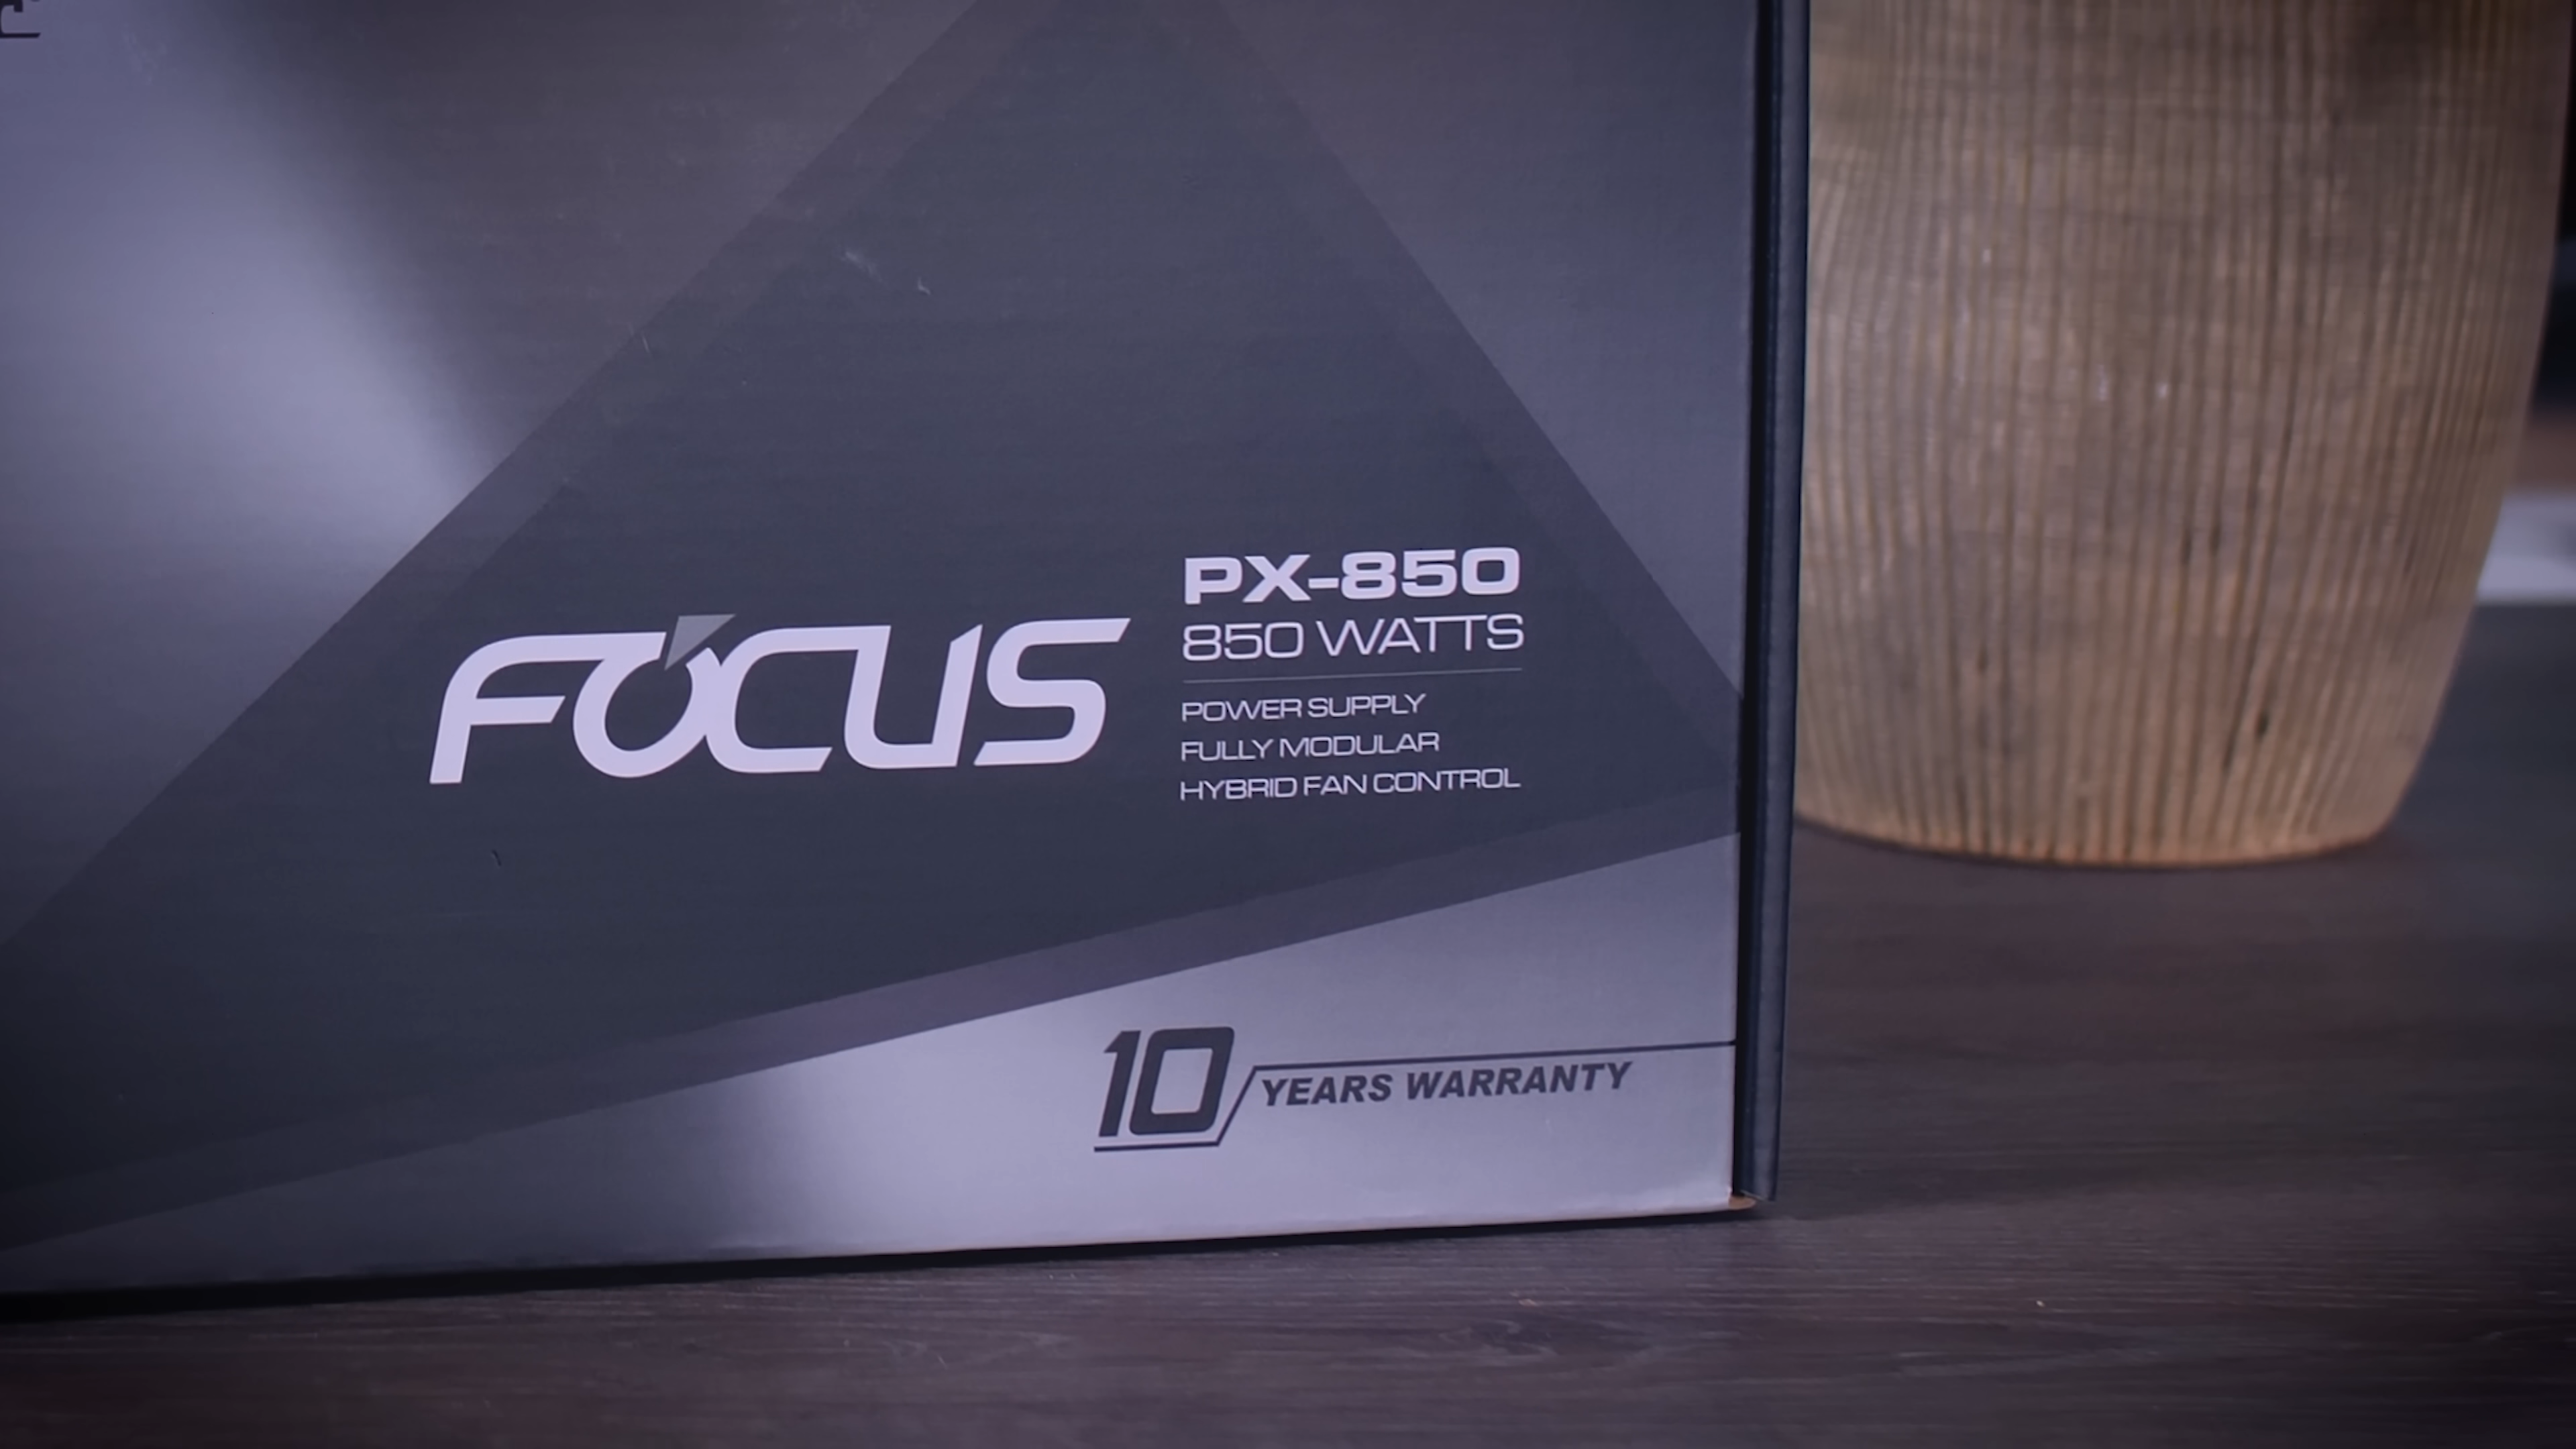 FOCUS
PX-850
850 WATTS
POWER SUPPLY
FULLY MODULAR
HYBRID FAN CONTROL
10 YEARS WARRANTY